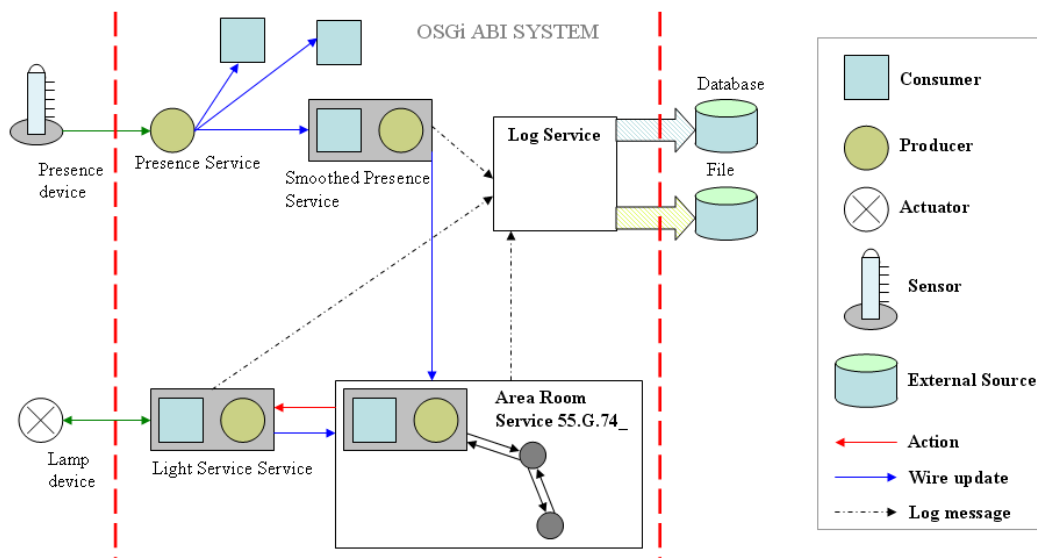 OSGi ABI SYSTEM
Presence
device
Presence Service
Smoothed Presence
Service
Log Service
Database
File
Area Room
Service 55.G.74_
Lamp
device
Light Service Service
Consumer
Producer
Actuator
Sensor
External Source
Action
Wire update
Log message